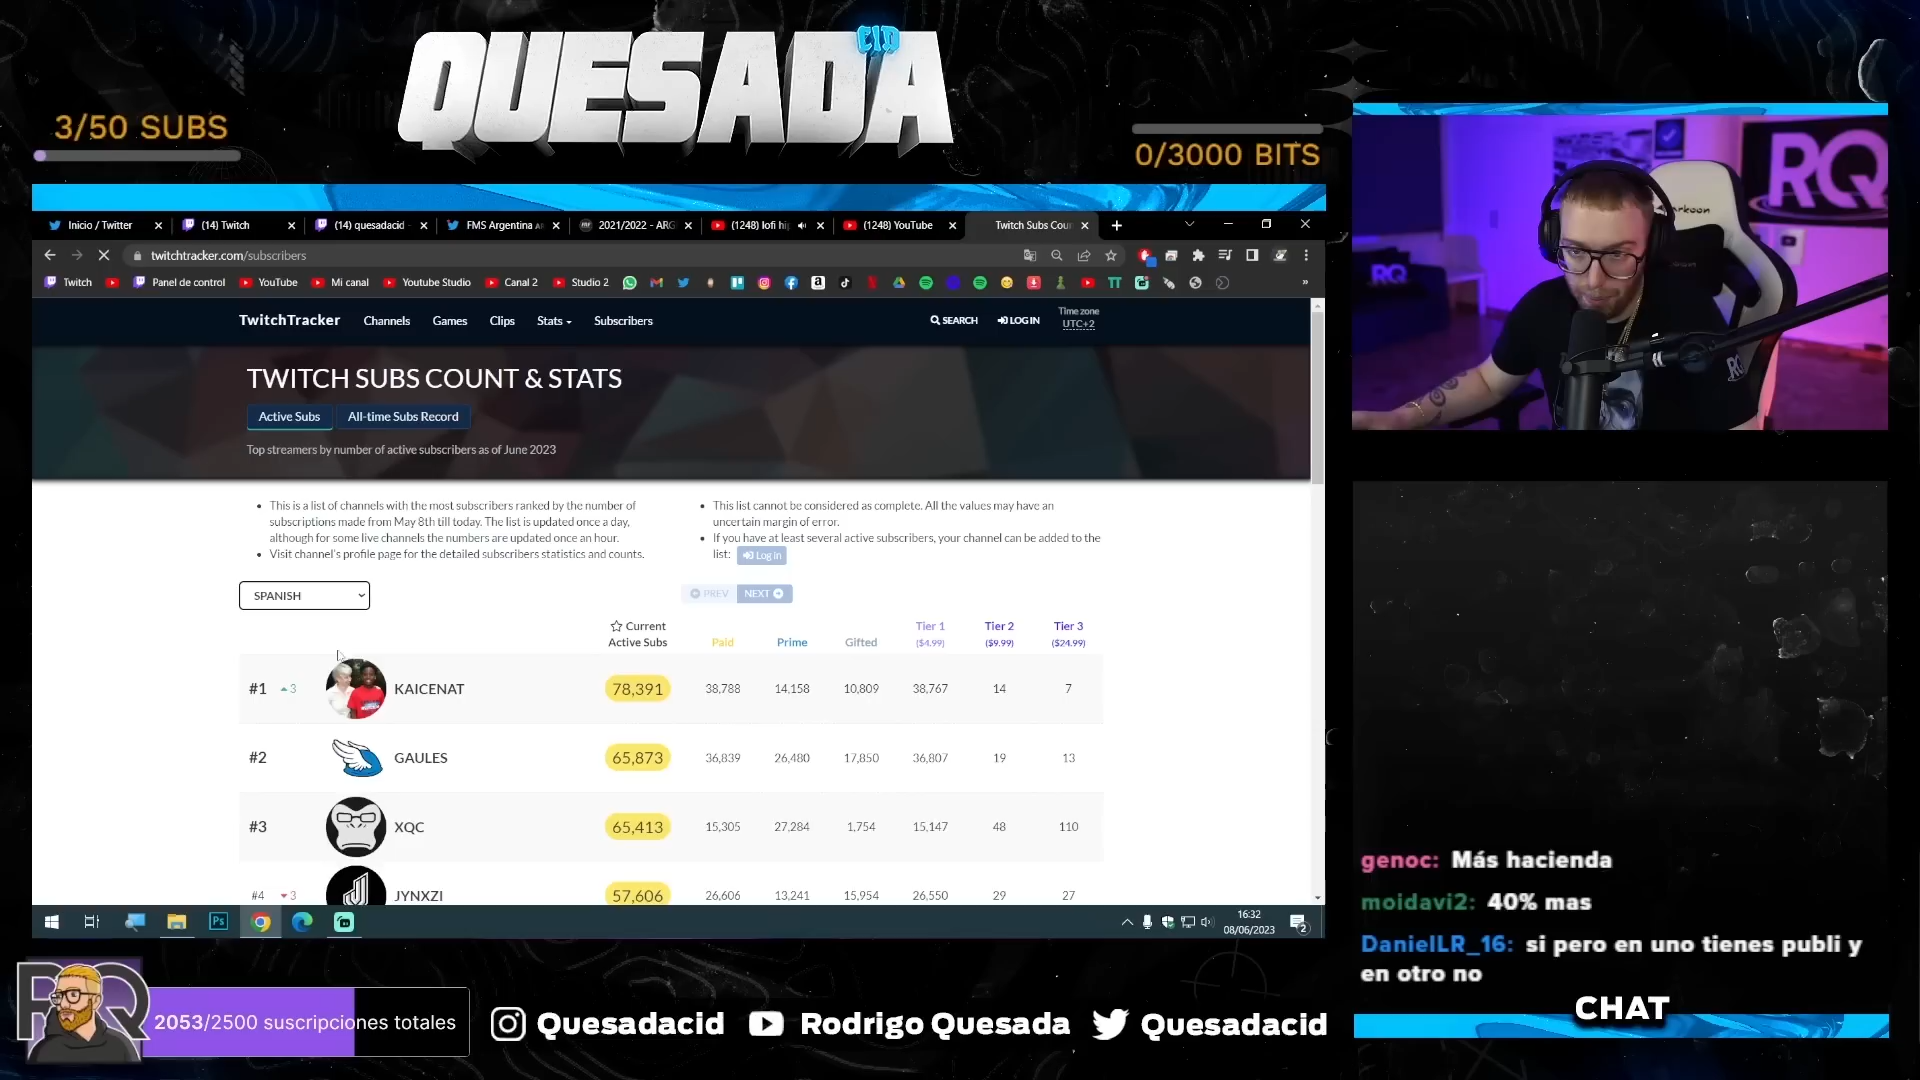 QUESADA
CID
3/50 SUBS
0/3000 BITS
Inicio / Twitter
(14) Twitch
(14) quesadacid
FMS Argentina
2021/2022 - ARG
(1248) lofi hi
(1248) YouTube
Twitch Subs Coun
twitchtracker.com/subscribers
Twitch
Panel de control
YouTube
Mi canal
Youtube Studio
Canal 2
Studio 2
TwitchTracker
Channels
Games
Clips
Stats
Subscribers
SEARCH
LOG IN
Time zone
UTC+2
TWITCH SUBS COUNT & STATS
Active Subs
All-time Subs Record
Top streamers by number of active subscribers as of June 2023
This is a list of channels with the most subscribers ranked by the number of
subscriptions made from May 8th till today. The list is updated once a day,
although for some live channels the numbers are updated once an hour.
Visit channel's profile page for the detailed subscribers statistics and counts.
This list cannot be considered as complete. All the values may have an
uncertain margin of error.
If you have at least several active subscribers, your channel can be added to the
list: Log in
SPANISH
PREV NEXT
Current Active Subs Paid Prime Gifted Tier 1 ($4.99) Tier 2 ($9.99) Tier 3 ($24.99)
#1 3 KAICENAT 78,391 38,788 14,158 10,809 38,767 14 7
#2 GAULES 65,873 36,839 26,480 17,850 36,807 19 13
#3 XQC 65,413 15,305 27,284 1,754 15,147 48 110
#4 3 JYNXZI 57,606 26,606 13,241 15,954 26,550 29 27
Ps
16:32
08/06/2023
2
RQ
RQ
RQ
genoc: Más hacienda
moidavi2: 40% mas
DanielLR_16: si pero en uno tienes publi y
en otro no
CHAT
RQ
2053/2500 suscripciones totales
Quesadacid
Rodrigo Quesada
Quesadacid